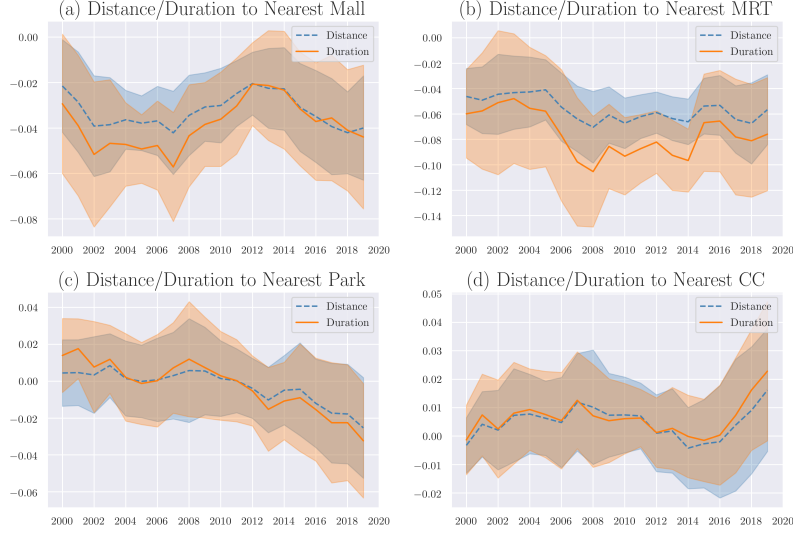 (a) Distance/Duration to Nearest Mall
0.00
−0.02
−0.04
−0.06
−0.08
Distance
Duration
2000 2002 2004 2006 2008 2010 2012 2014 2016 2018 2020
(b) Distance/Duration to Nearest MRT
0.00
−0.02
−0.04
−0.06
−0.08
−0.10
−0.12
−0.14
Distance
Duration
2000 2002 2004 2006 2008 2010 2012 2014 2016 2018 2020
(c) Distance/Duration to Nearest Park
0.04
0.02
0.00
−0.02
−0.04
−0.06
Distance
Duration
2000 2002 2004 2006 2008 2010 2012 2014 2016 2018 2020
(d) Distance/Duration to Nearest CC
0.05
0.04
0.03
0.02
0.01
0.00
−0.01
−0.02
Distance
Duration
2000 2002 2004 2006 2008 2010 2012 2014 2016 2018 2020